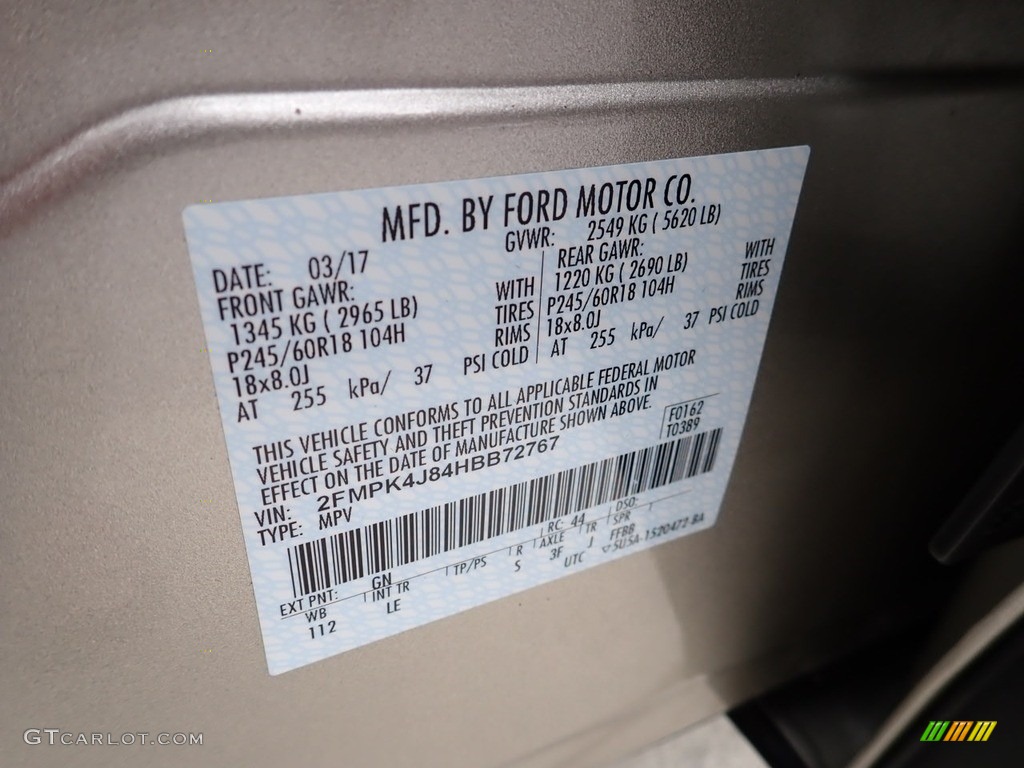 MFD. BY FORD MOTOR CO.
DATE: 03/17 GVWR: 2549 KG ( 5620 LB)
FRONT GAWR: REAR GAWR:
1345 KG ( 2965 LB) WITH 1220 KG ( 2690 LB) WITH
P245/60R18 104H TIRES P245/60R18 104H TIRES
18x8.0J RIMS 18x8.0J RIMS
AT 255 kPa/ 37 PSI COLD AT 255 kPa/ 37 PSI COLD
THIS VEHICLE CONFORMS TO ALL APPLICABLE FEDERAL MOTOR
VEHICLE SAFETY AND THEFT PREVENTION STANDARDS IN
EFFECT ON THE DATE OF MANUFACTURE SHOWN ABOVE.
F0162
T0389
VIN: 2FMPK4J84HBB72767
TYPE: MPV
EXT PNT: GN RC: 44 DSO:
WB INT TR TP/PS R AXLE TR SPR
112 LE S 3F J FFBB
UTC ▽SU5A-1520472-BA
GTCARLOT.COM